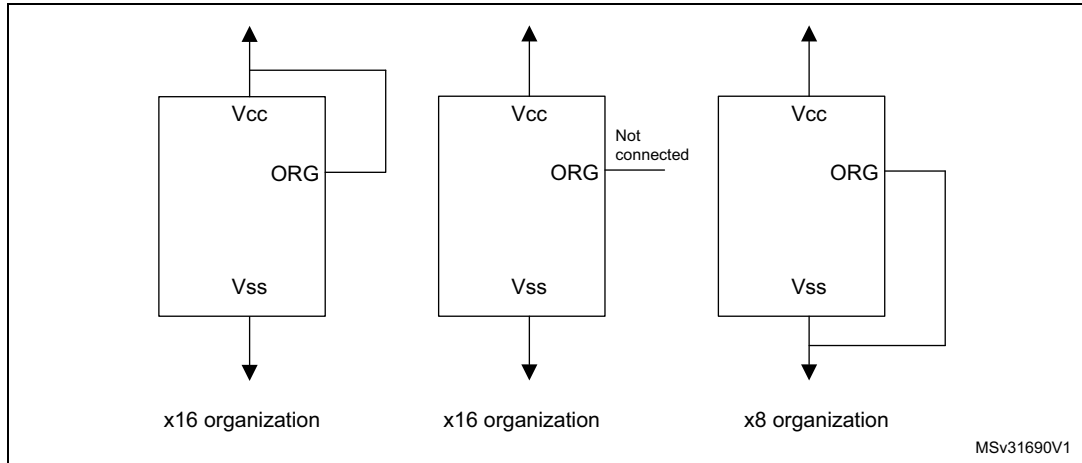 Vcc
ORG
Vss
x16 organization
Vcc
Not
connected
ORG
Vss
x16 organization
Vcc
ORG
Vss
x8 organization
MSv31690V1